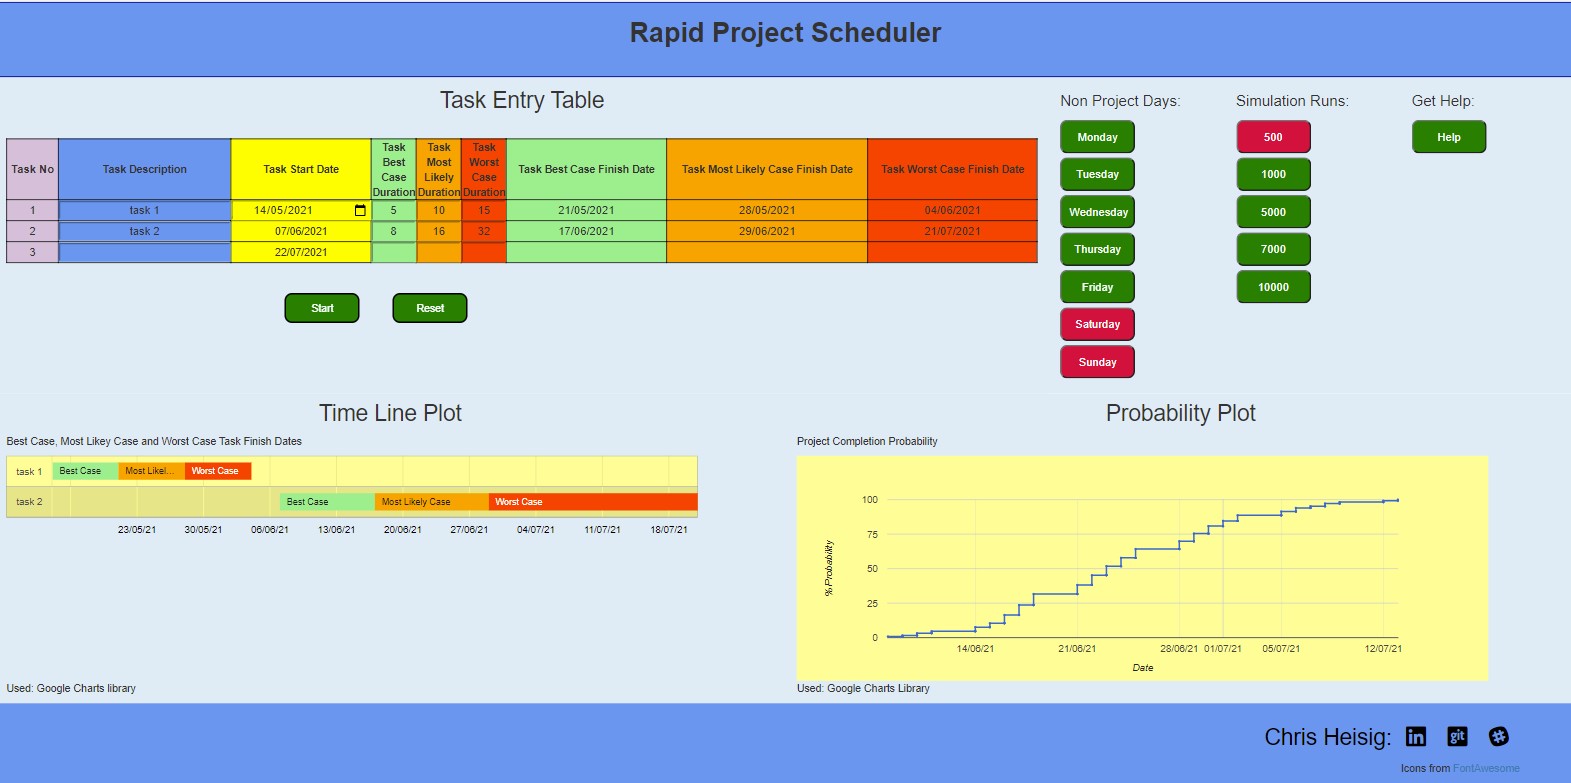 Rapid Project Scheduler
Task Entry Table
Non Project Days:
Simulation Runs:
Get Help:
Task No
Task Description
Task Start Date
Task Best Case Duration
Task Most Likely Duration
Task Worst Case Duration
Task Best Case Finish Date
Task Most Likely Case Finish Date
Task Worst Case Finish Date
1 task 1 14/05/2021 5 10 15 21/05/2021 28/05/2021 04/06/2021
2 task 2 07/06/2021 8 16 32 17/06/2021 29/06/2021 21/07/2021
3 22/07/2021
Start
Reset
Monday
Tuesday
Wednesday
Thursday
Friday
Saturday
Sunday
500
1000
5000
7000
10000
Help
Time Line Plot
Best Case, Most Likey Case and Worst Case Task Finish Dates
task 1 Best Case Most Likel... Worst Case
task 2 Best Case Most Likely Case Worst Case
23/05/21 30/05/21 06/06/21 13/06/21 20/06/21 27/06/21 04/07/21 11/07/21 18/07/21
Used: Google Charts library
Probability Plot
Project Completion Probability
% Probability
100
75
50
25
0
14/06/21 21/06/21 28/06/21 01/07/21 05/07/21 12/07/21
Date
Used: Google Charts Library
Chris Heisig: in git
Icons from FontAwesome